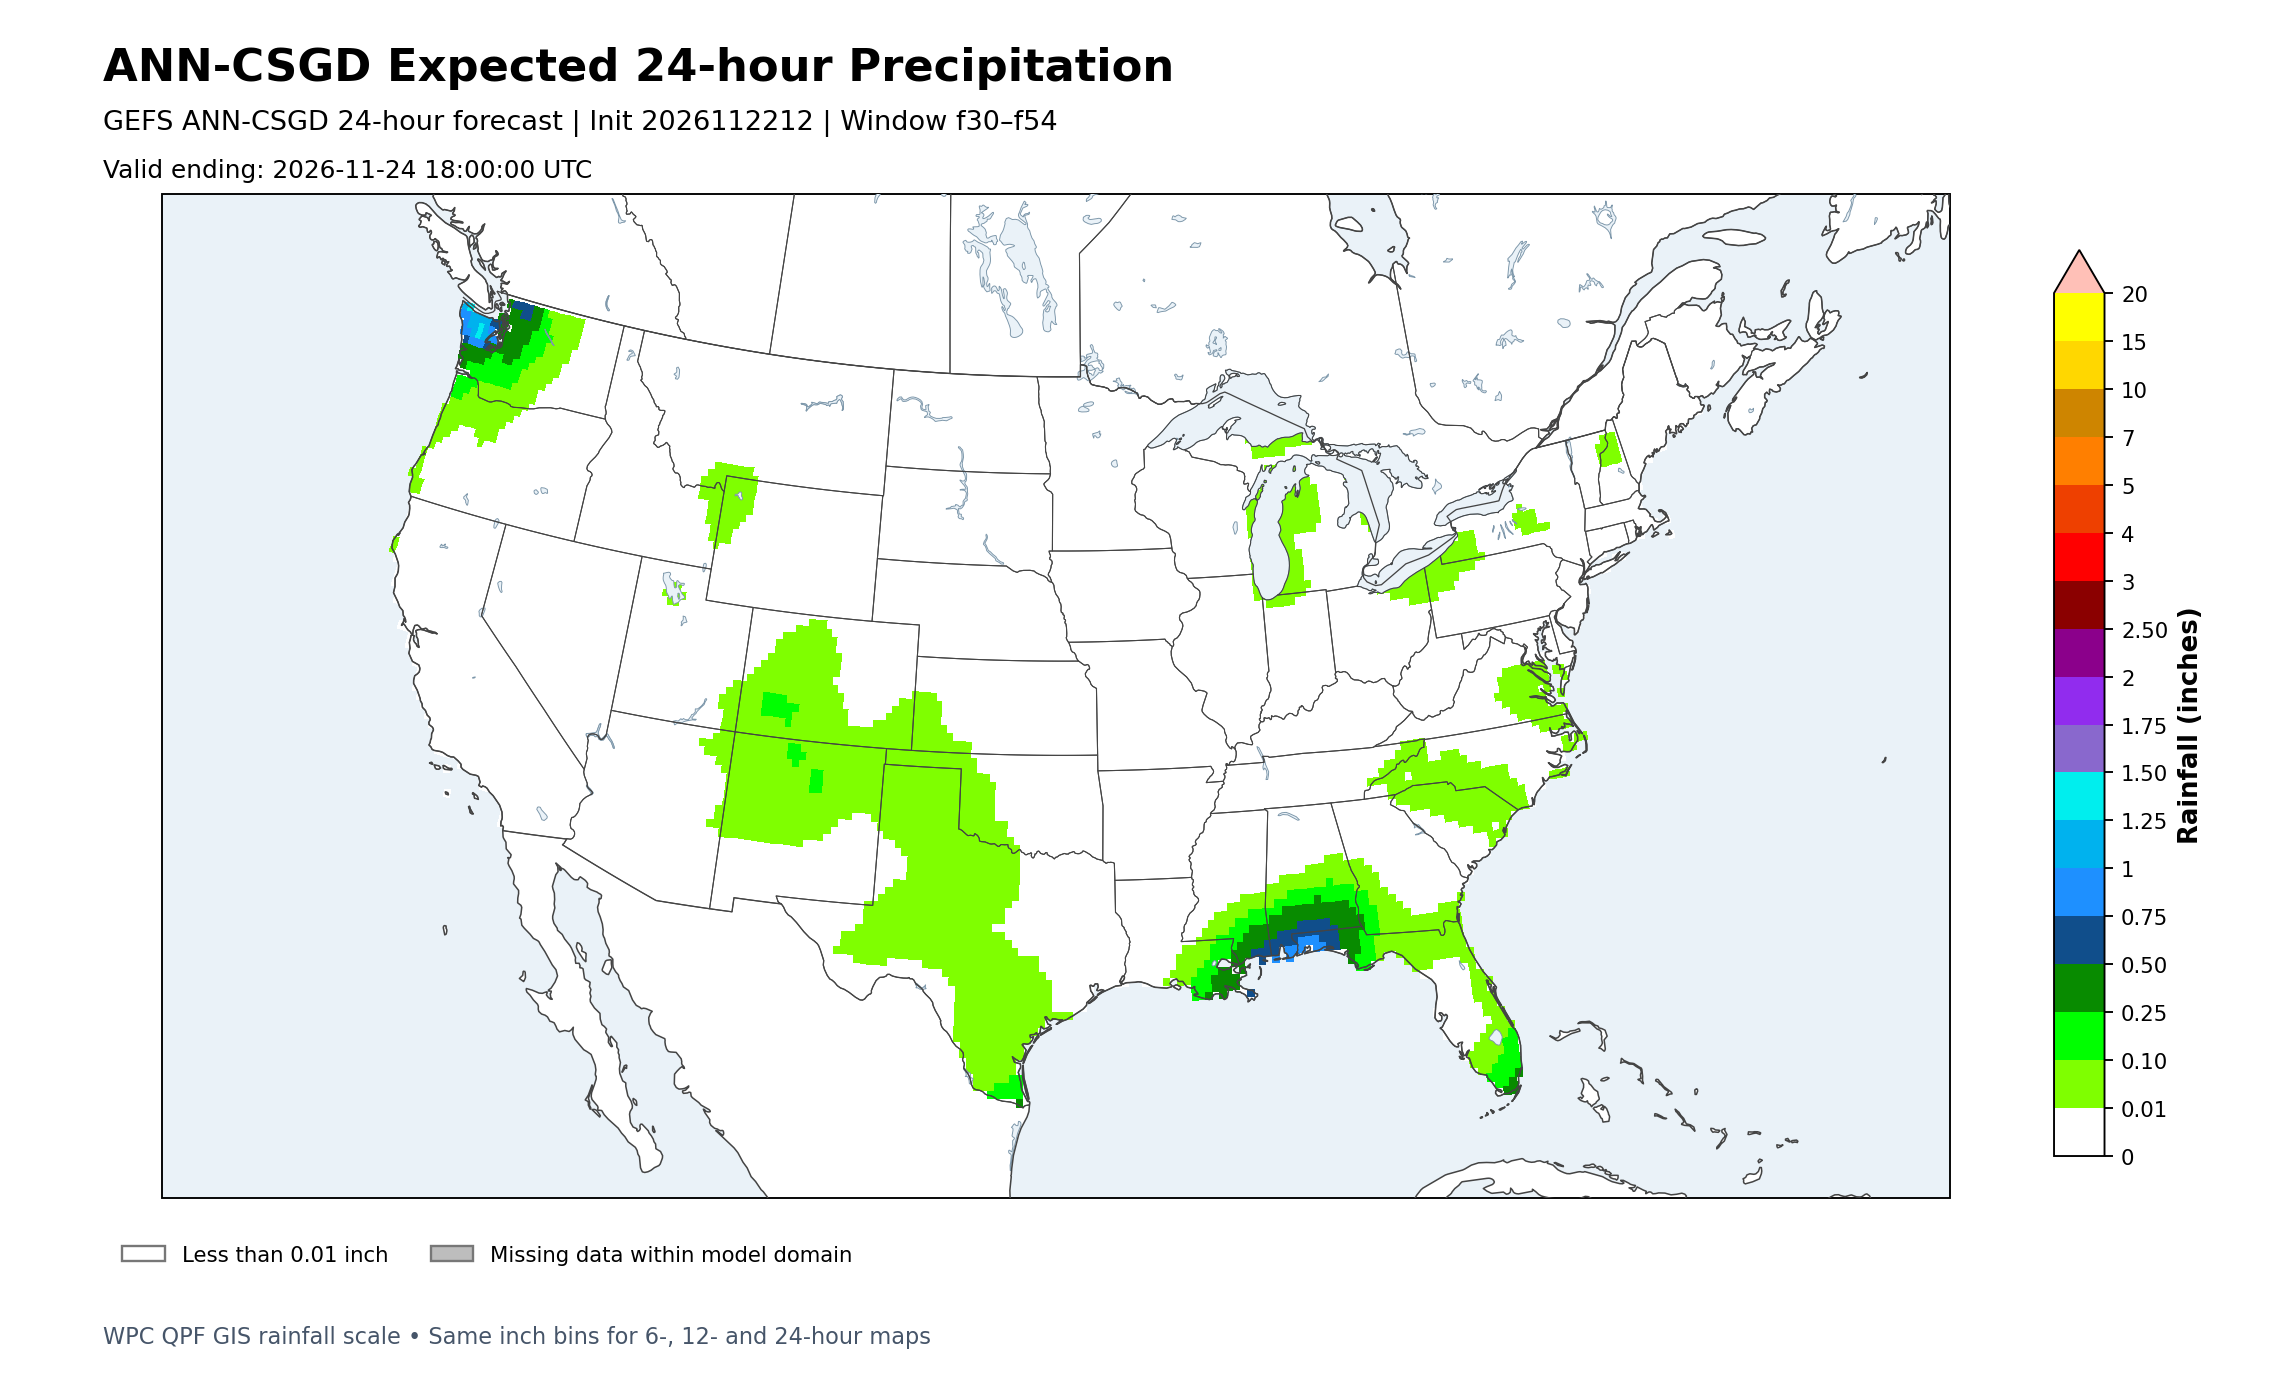 ANN-CSGD Expected 24-hour Precipitation
GEFS ANN-CSGD 24-hour forecast | Init 2026112212 | Window f30–f54
Valid ending: 2026-11-24 18:00:00 UTC
20
15
10
7
5
4
3
2.50
2
1.75
1.50
1.25
1
0.75
0.50
0.25
0.10
0.01
0
Rainfall (inches)
Less than 0.01 inch
Missing data within model domain
WPC QPF GIS rainfall scale • Same inch bins for 6-, 12- and 24-hour maps